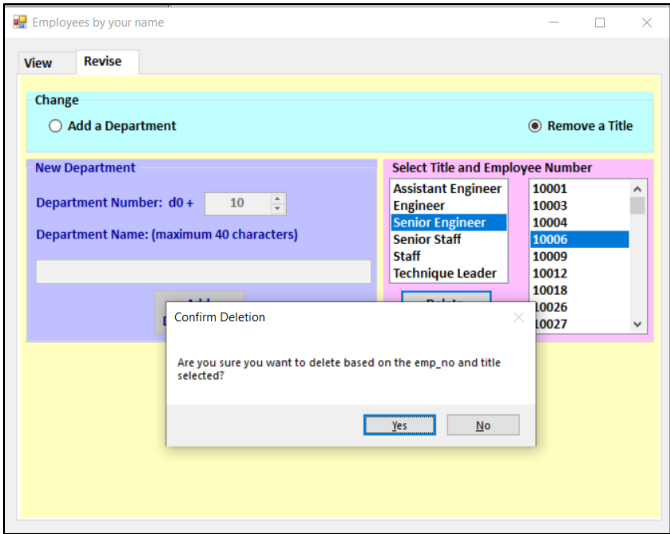 Employees by your name
View Revise
Change
Add a Department
Remove a Title
New Department
Department Number: d0 + 10
Department Name: (maximum 40 characters)
Select Title and Employee Number
Assistant Engineer
Engineer
Senior Engineer
Senior Staff
Staff
Technique Leader
10001
10003
10004
10006
10009
10012
10018
10026
10027
Confirm Deletion
Are you sure you want to delete based on the emp_no and title
selected?
Yes No